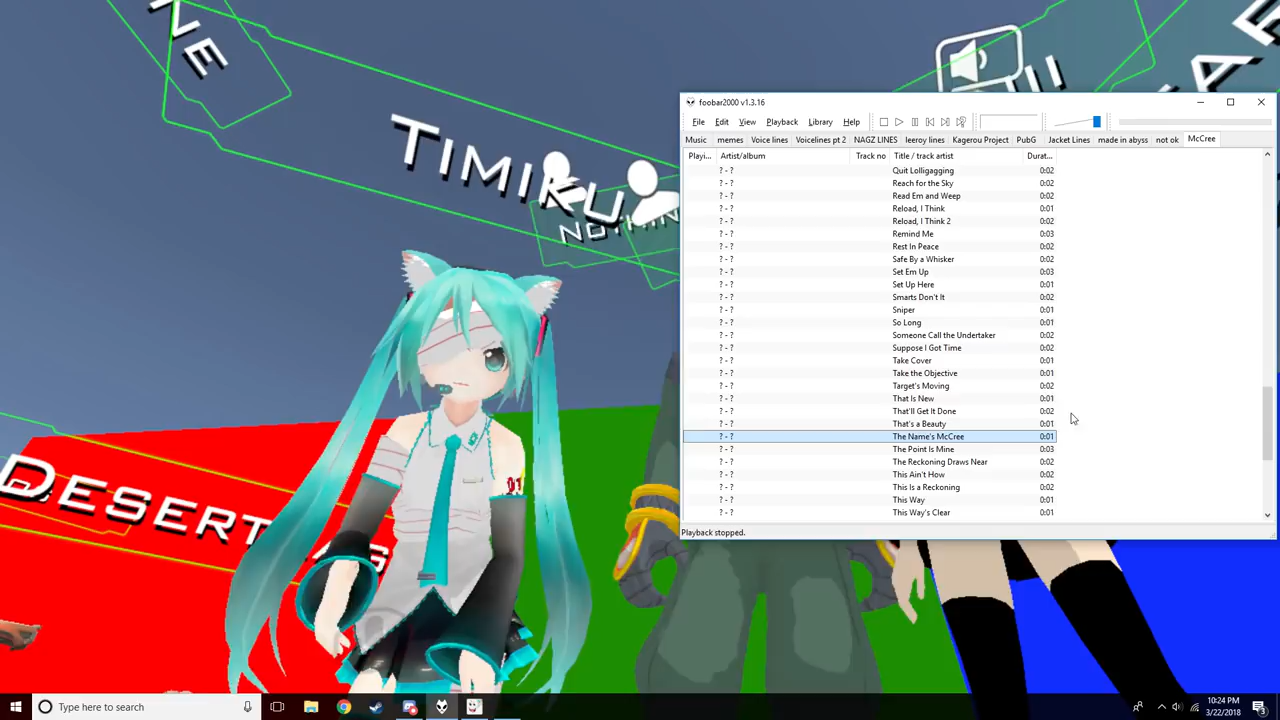 NE
TIMIKU
NOTHIN
DESERT
foobar2000 v1.3.16
File Edit View Playback Library Help
Music memes Voice lines Voicelines pt 2 NAGZ LINES leeroy lines Kagerou Project PubG Jacket Lines made in abyss not ok McCree
Playi... Artist/album Track no Title / track artist Durat...
? - ? Quit Lolligagging 0:02
? - ? Reach for the Sky 0:02
? - ? Read Em and Weep 0:02
? - ? Reload, I Think 0:01
? - ? Reload, I Think 2 0:02
? - ? Remind Me 0:03
? - ? Rest In Peace 0:02
? - ? Safe By a Whisker 0:02
? - ? Set Em Up 0:03
? - ? Set Up Here 0:01
? - ? Smarts Don't It 0:02
? - ? Sniper 0:01
? - ? So Long 0:01
? - ? Someone Call the Undertaker 0:02
? - ? Suppose I Got Time 0:02
? - ? Take Cover 0:01
? - ? Take the Objective 0:02
? - ? Target's Moving 0:02
? - ? That Is New 0:01
? - ? That'll Get It Done 0:02
? - ? That's a Beauty 0:01
? - ? The Name's McCree 0:01
? - ? The Point Is Mine 0:03
? - ? The Reckoning Draws Near 0:02
? - ? This Ain't How 0:02
? - ? This Is a Reckoning 0:02
? - ? This Way 0:01
? - ? This Way's Clear 0:01
Playback stopped.
01
Type here to search
10:24 PM
3/22/2018
3